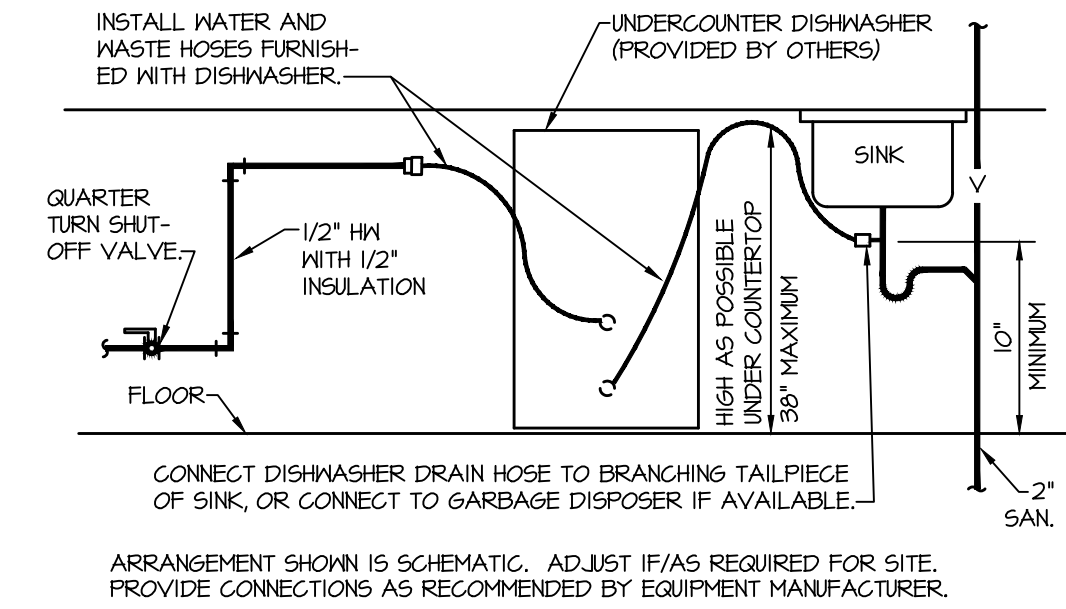 INSTALL WATER AND
WASTE HOSES FURNISH-
ED WITH DISHWASHER.
UNDERCOUNTER DISHWASHER
(PROVIDED BY OTHERS)
SINK
V
QUARTER
TURN SHUT-
OFF VALVE.
1/2" HW
WITH 1/2"
INSULATION
HIGH AS POSSIBLE
UNDER COUNTERTOP
38" MAXIMUM
10"
MINIMUM
FLOOR
CONNECT DISHWASHER DRAIN HOSE TO BRANCHING TAILPIECE
OF SINK, OR CONNECT TO GARBAGE DISPOSER IF AVAILABLE.
2"
SAN.
ARRANGEMENT SHOWN IS SCHEMATIC. ADJUST IF/AS REQUIRED FOR SITE.
PROVIDE CONNECTIONS AS RECOMMENDED BY EQUIPMENT MANUFACTURER.